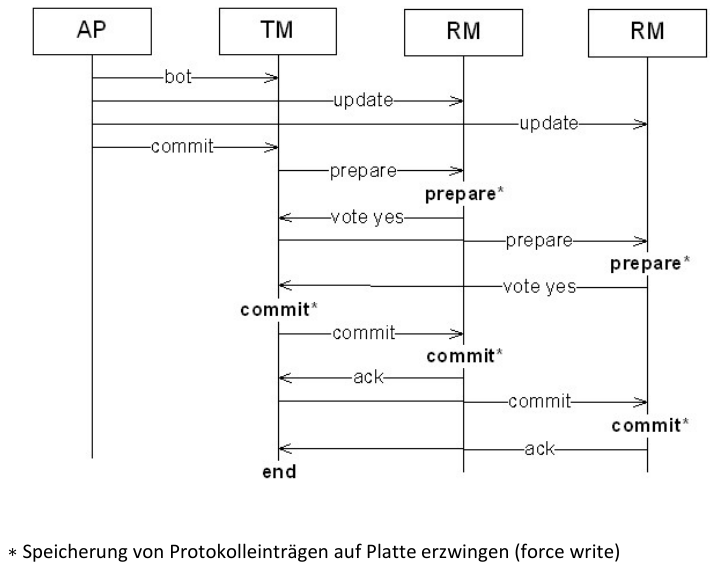 AP TM RM RM
bot
update
update
commit
prepare
prepare*
vote yes
prepare
prepare*
vote yes
commit*
commit
commit*
ack
commit
commit*
ack
end
* Speicherung von Protokolleinträgen auf Platte erzwingen (force write)